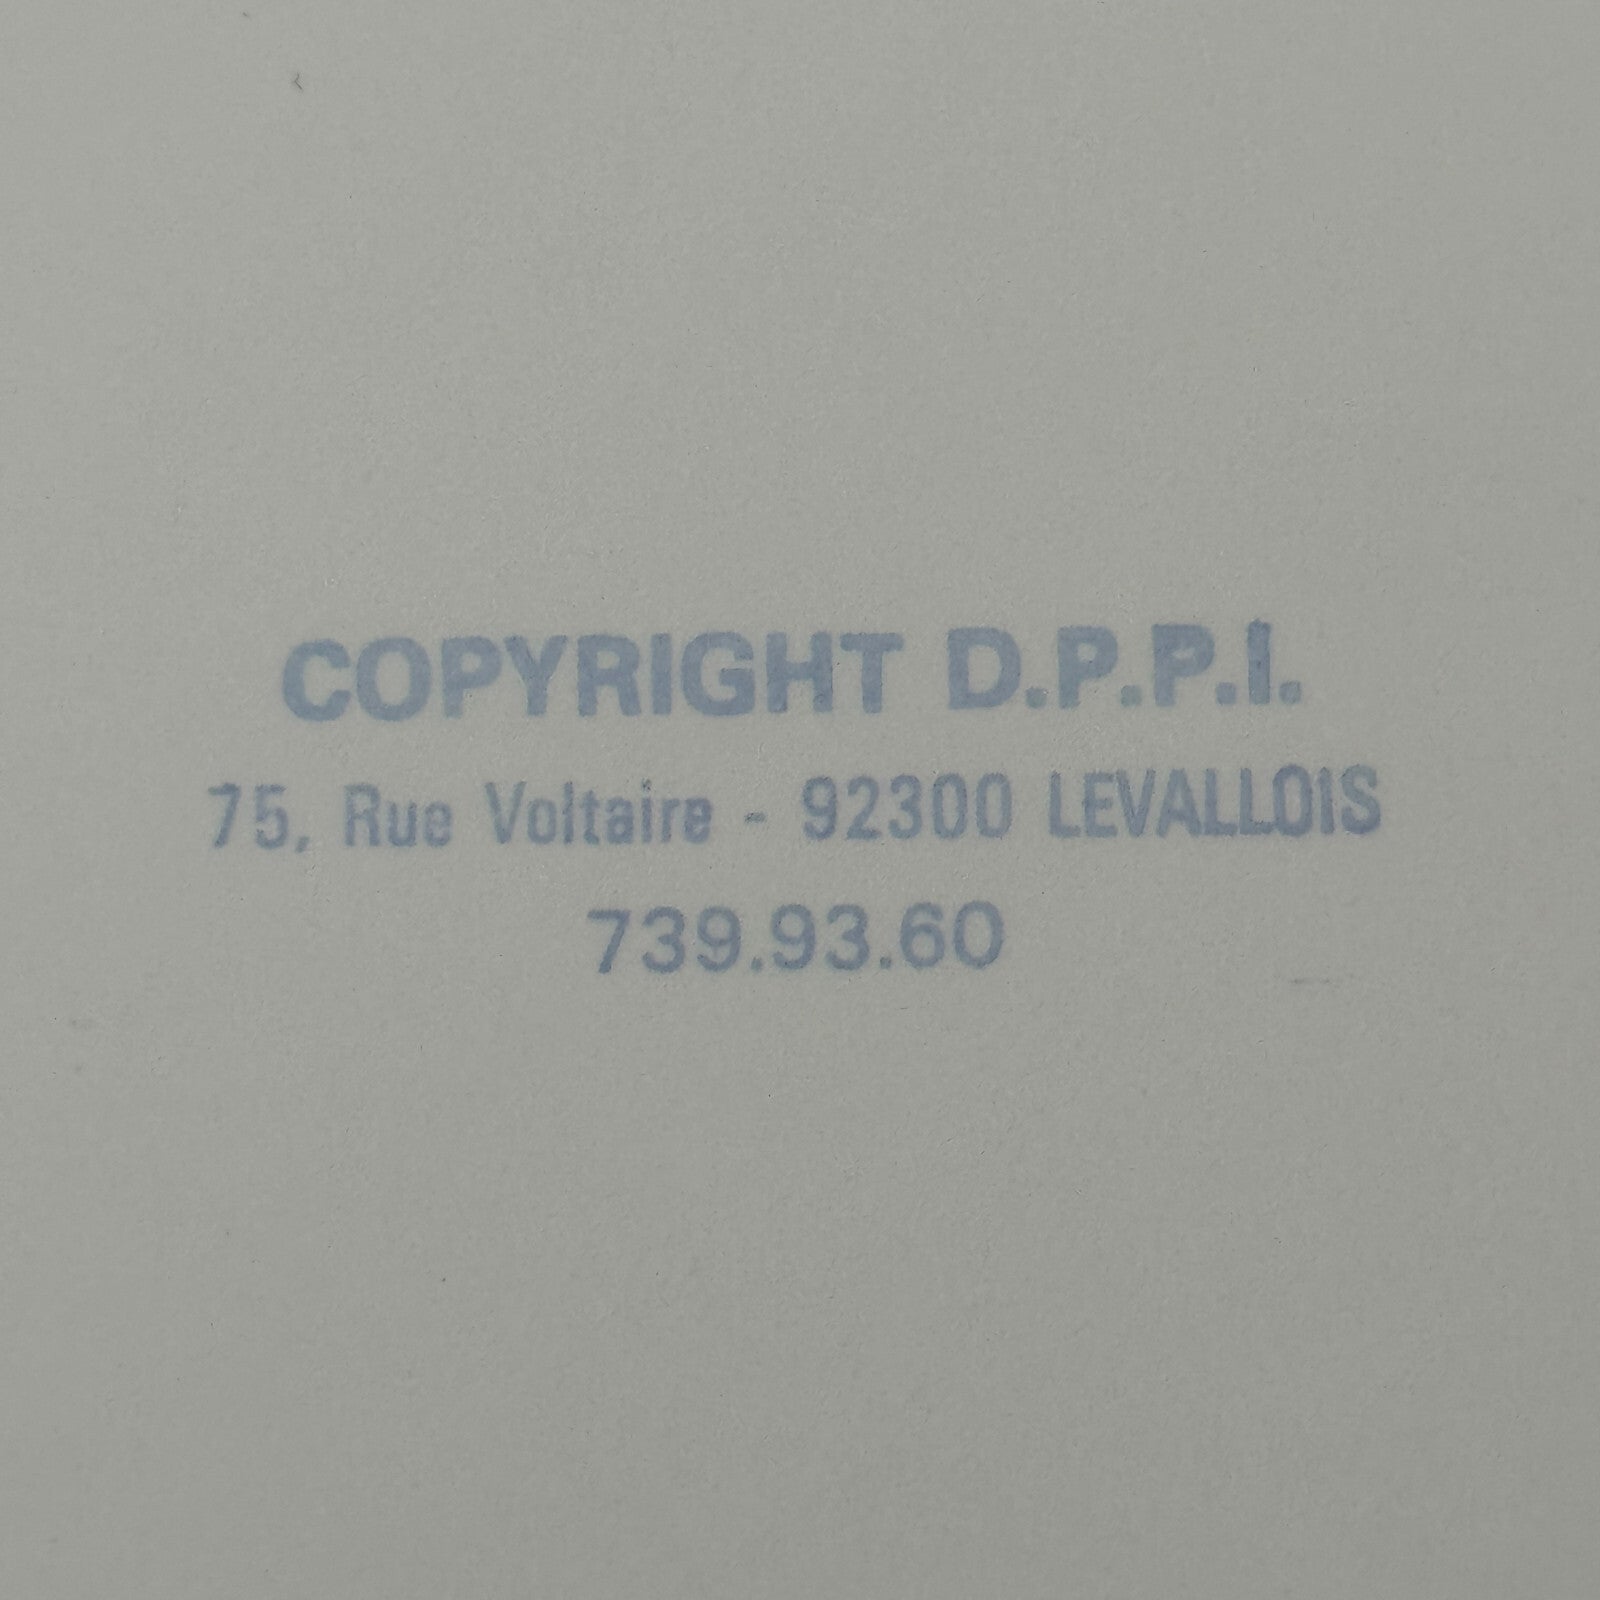 COPYRIGHT D.P.P.I.
75, Rue Voltaire - 92300 LEVALLOIS
739.93.60